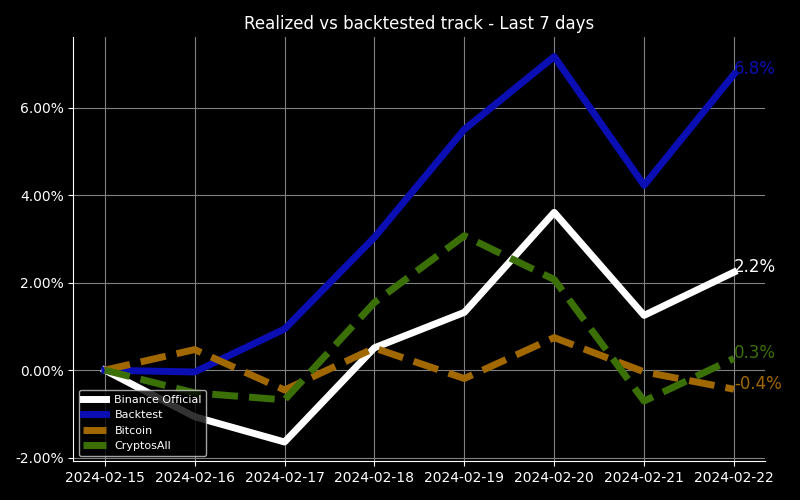 Realized vs backtested track - Last 7 days
6.8%
6.00%
4.00%
2.2%
2.00%
0.3%
0.00%
-0.4%
Binance Official
Backtest
Bitcoin
CryptosAll
-2.00%
2024-02-15 2024-02-16 2024-02-17 2024-02-18 2024-02-19 2024-02-20 2024-02-21 2024-02-22